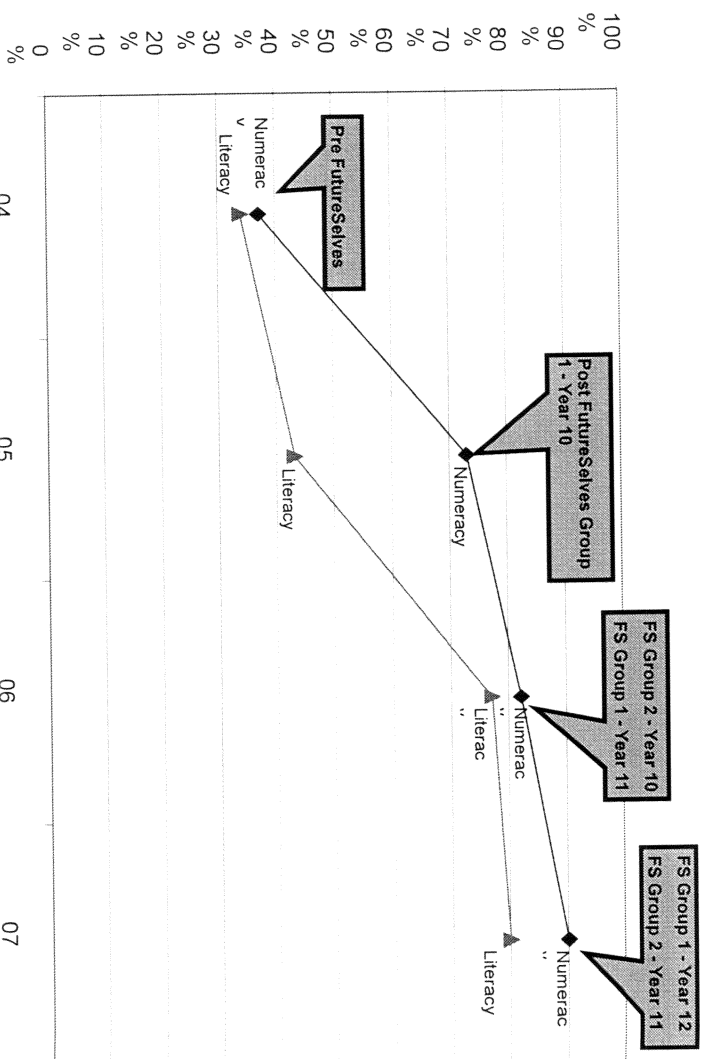 100
%
90
%
80
%
70
%
60
%
50
%
40
%
30
%
20
%
10
%
0
%
Pre FutureSelves
Post FutureSelves Group
1 - Year 10
FS Group 2 - Year 10
FS Group 1 - Year 11
FS Group 1 - Year 12
FS Group 2 - Year 11
Numerac
Literacy
Numeracy
Literacy
Numerac
Literac
Numerac
Literacy
04
05
06
07